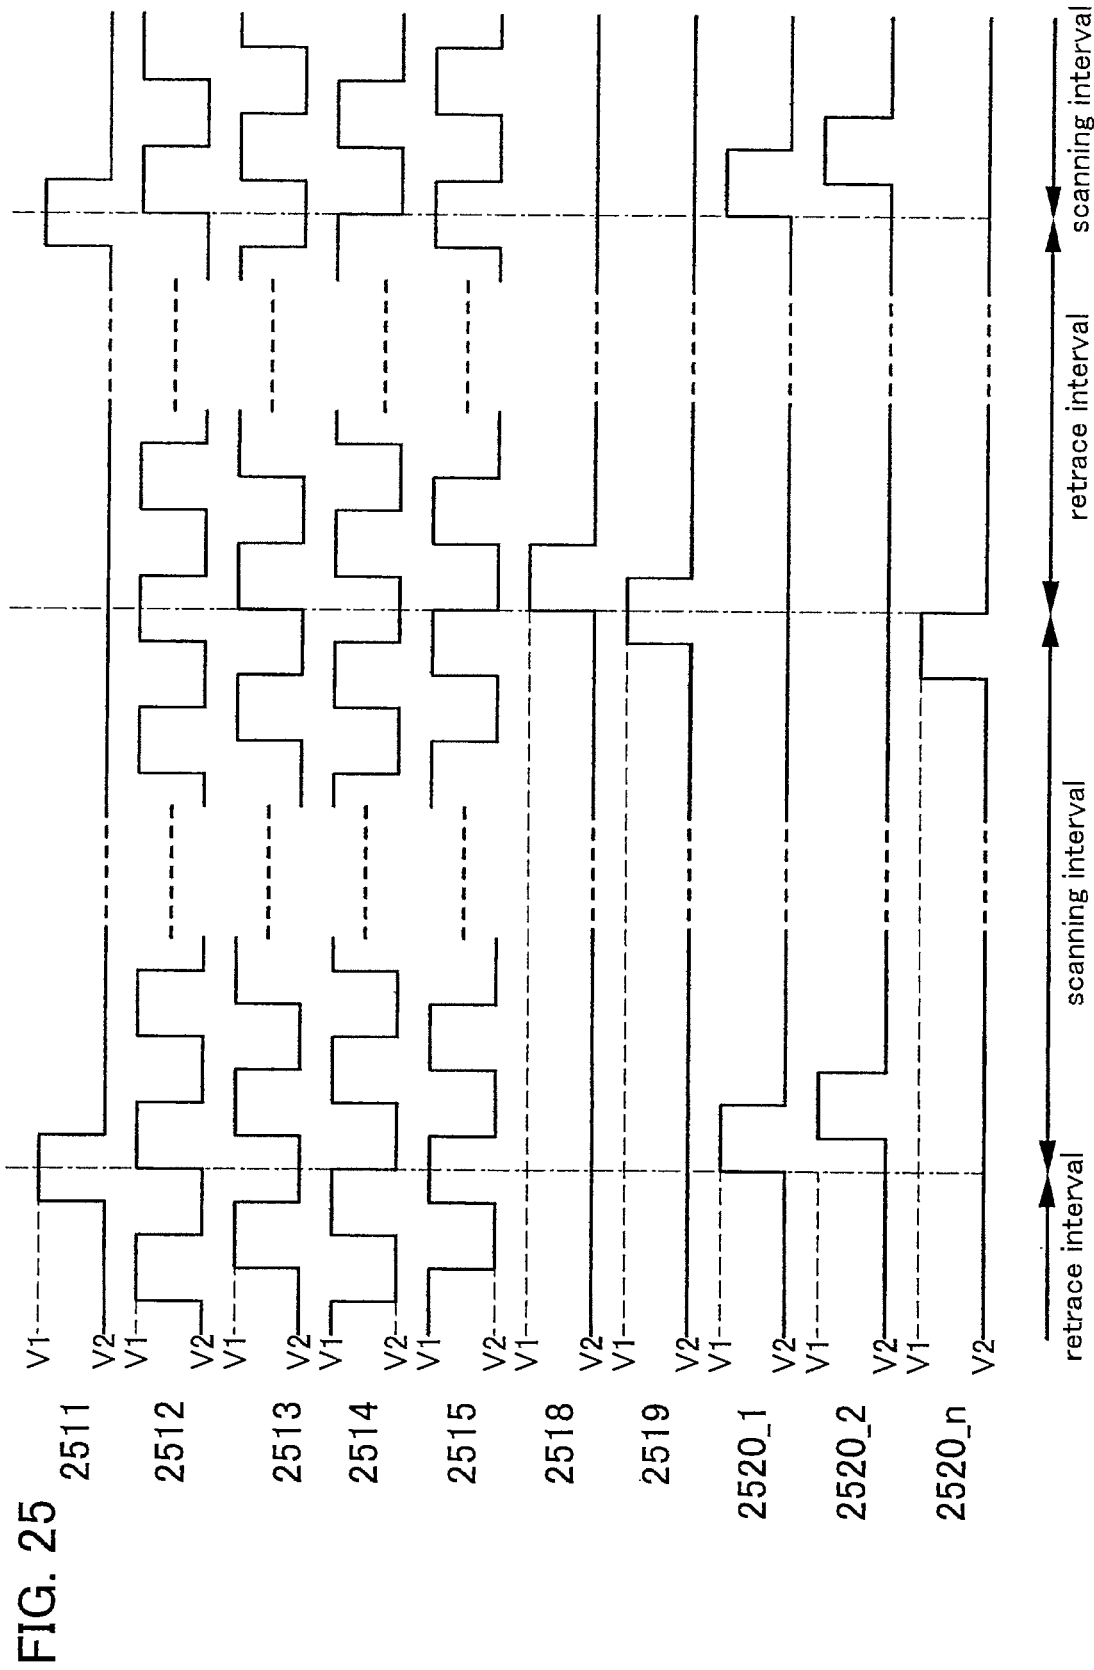 FIG. 25
2511
V1
V2
2512
V1
V2
2513
V1
V2
2514
V1
V2
2515
V1
V2
2518
V1
V2
2519
V1
V2
2520_1
V1
V2
2520_2
V1
V2
2520_n
V1
V2
retrace interval
scanning interval
retrace interval
scanning interval